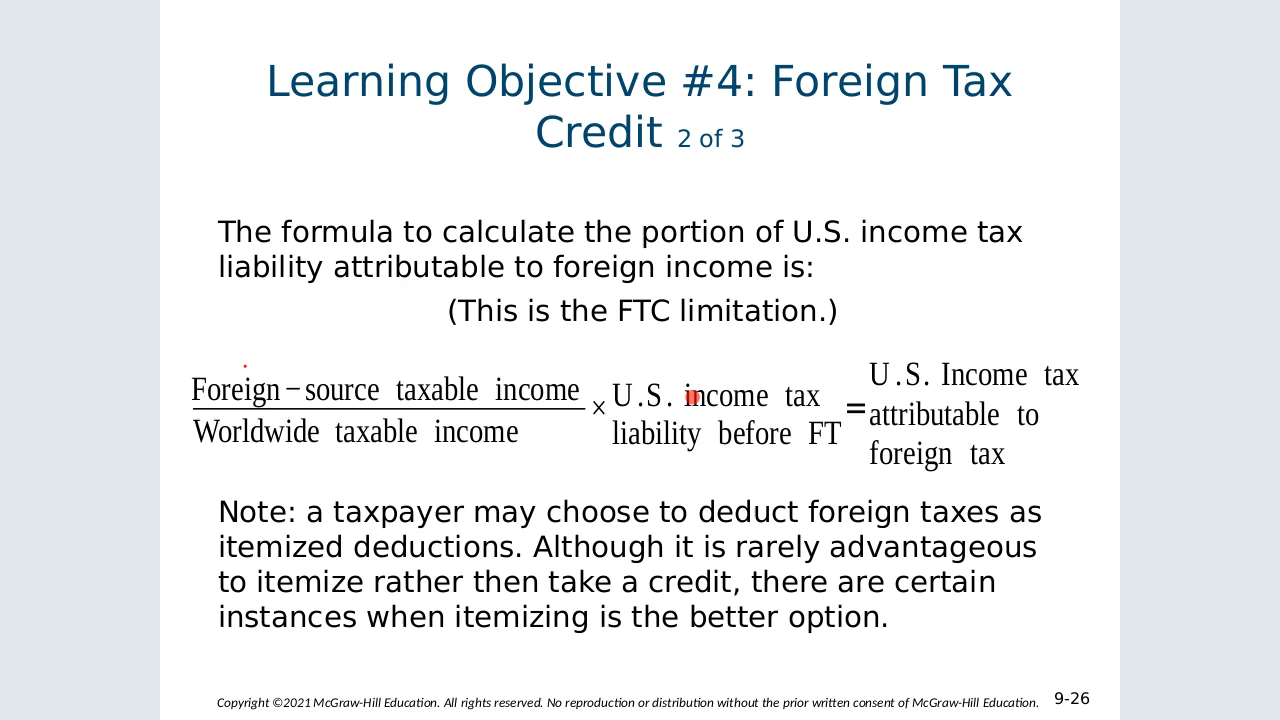 Learning Objective #4: Foreign Tax
Credit 2 of 3
The formula to calculate the portion of U.S. income tax
liability attributable to foreign income is:
(This is the FTC limitation.)
Foreign − source taxable income
Worldwide taxable income
× U.S. income tax
liability before FT
= U.S. Income tax
attributable to
foreign tax
Note: a taxpayer may choose to deduct foreign taxes as
itemized deductions. Although it is rarely advantageous
to itemize rather then take a credit, there are certain
instances when itemizing is the better option.
Copyright ©2021 McGraw-Hill Education. All rights reserved. No reproduction or distribution without the prior written consent of McGraw-Hill Education.
9-26